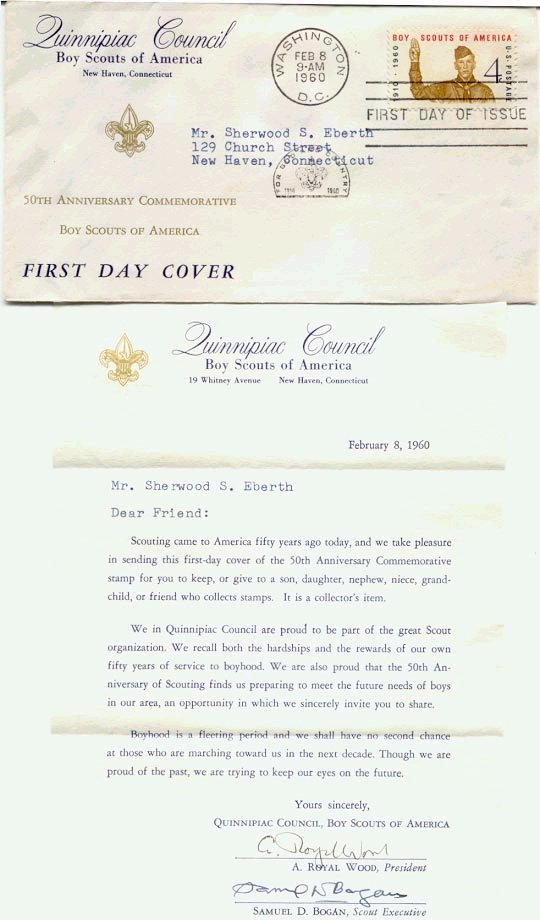 Quinnipiac Council
Boy Scouts of America
New Haven, Connecticut
WASHINGTON
FEB 8
9-AM
1960
D.C.
BOY SCOUTS OF AMERICA
1910-1960
4c
U.S. POSTAGE
FIRST DAY OF ISSUE
Mr. Sherwood S. Eberth
129 Church Street
New Haven, Connecticut
FOR GOD AND COUNTRY
1910 1960
50TH ANNIVERSARY COMMEMORATIVE
BOY SCOUTS OF AMERICA
FIRST DAY COVER
Quinnipiac Council
Boy Scouts of America
19 Whitney Avenue New Haven, Connecticut
February 8, 1960
Mr. Sherwood S. Eberth
Dear Friend:
Scouting came to America fifty years ago today, and we take pleasure
in sending this first-day cover of the 50th Anniversary Commemorative
stamp for you to keep, or give to a son, daughter, nephew, niece, grand-
child, or friend who collects stamps. It is a collector's item.
We in Quinnipiac Council are proud to be part of the great Scout
organization. We recall both the hardships and the rewards of our own
fifty years of service to boyhood. We are also proud that the 50th An-
niversary of Scouting finds us preparing to meet the future needs of boys
in our area, an opportunity in which we sincerely invite you to share.
Boyhood is a fleeting period and we shall have no second chance
at those who are marching toward us in the next decade. Though we are
proud of the past, we are trying to keep our eyes on the future.
Yours sincerely,
QUINNIPIAC COUNCIL, BOY SCOUTS OF AMERICA
A. Royal Wood
A. ROYAL WOOD, President
Samuel D. Bogan
SAMUEL D. BOGAN, Scout Executive